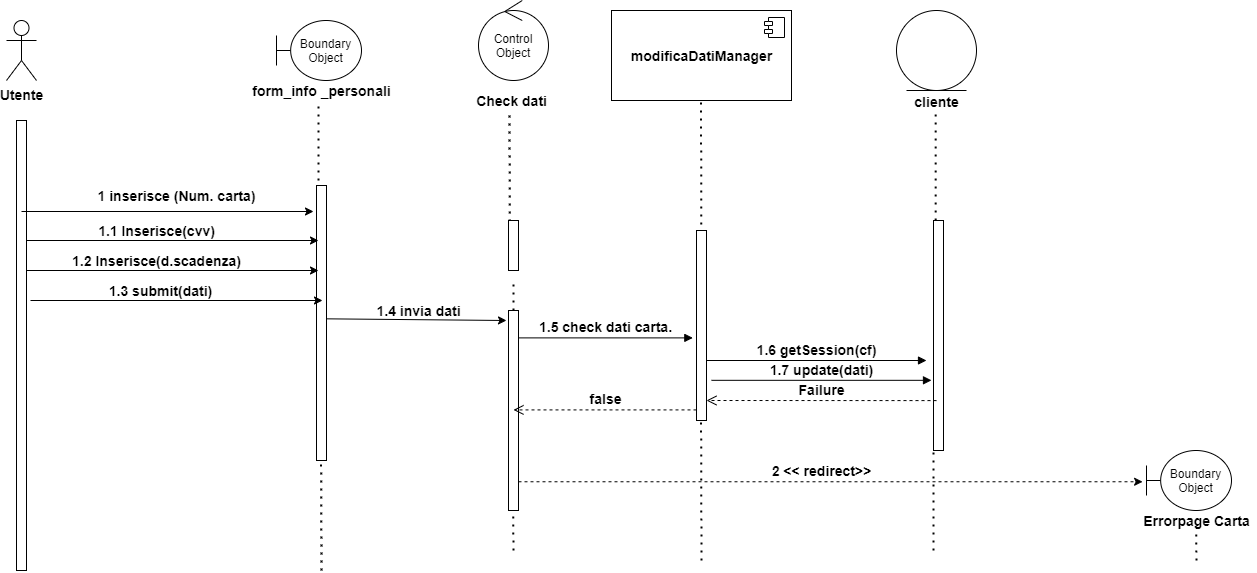 Boundary
Object
Control
Object
modificaDatiManager
Utente
form_info _personali
Check dati
cliente
1 inserisce (Num. carta)
1.1 Inserisce(cvv)
1.2 Inserisce(d.scadenza)
1.3 submit(dati)
1.4 invia dati
1.5 check dati carta.
1.6 getSession(cf)
1.7 update(dati)
Failure
false
2 << redirect>>
Boundary
Object
Errorpage Carta